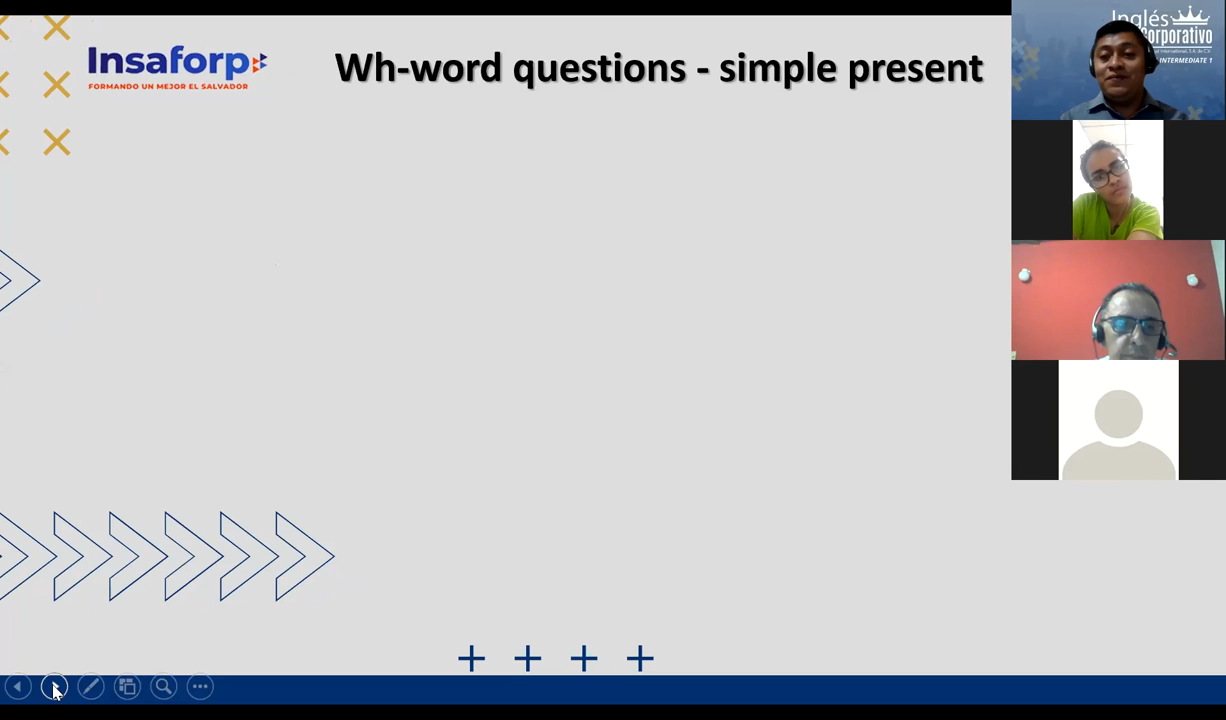 Insaforp
FORMANDO UN MEJOR EL SALVADOR
Wh-word questions - simple present
Inglés
Corporativo
INTERMEDIATE 1